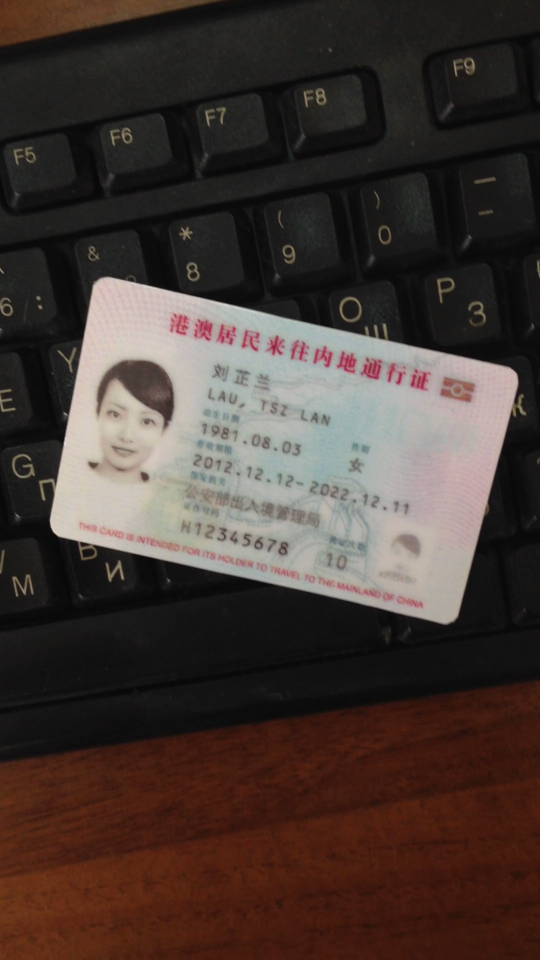 F5 F6 F7 F8 F9
& * 8 ( 9 ) 0 — -
6 : O Щ P З
港澳居民来往内地通行证
刘芷兰
LAU, TSZ LAN
出生日期 性别
1981.08.03 女
有效期限
2012.12.12-2022.12.11
签发机关
公安部出入境管理局
证件号码 换证次数
H12345678 10
THIS CARD IS INTENDED FOR ITS HOLDER TO TRAVEL TO THE MAINLAND OF CHINA
Y
E
G П
M Ь И